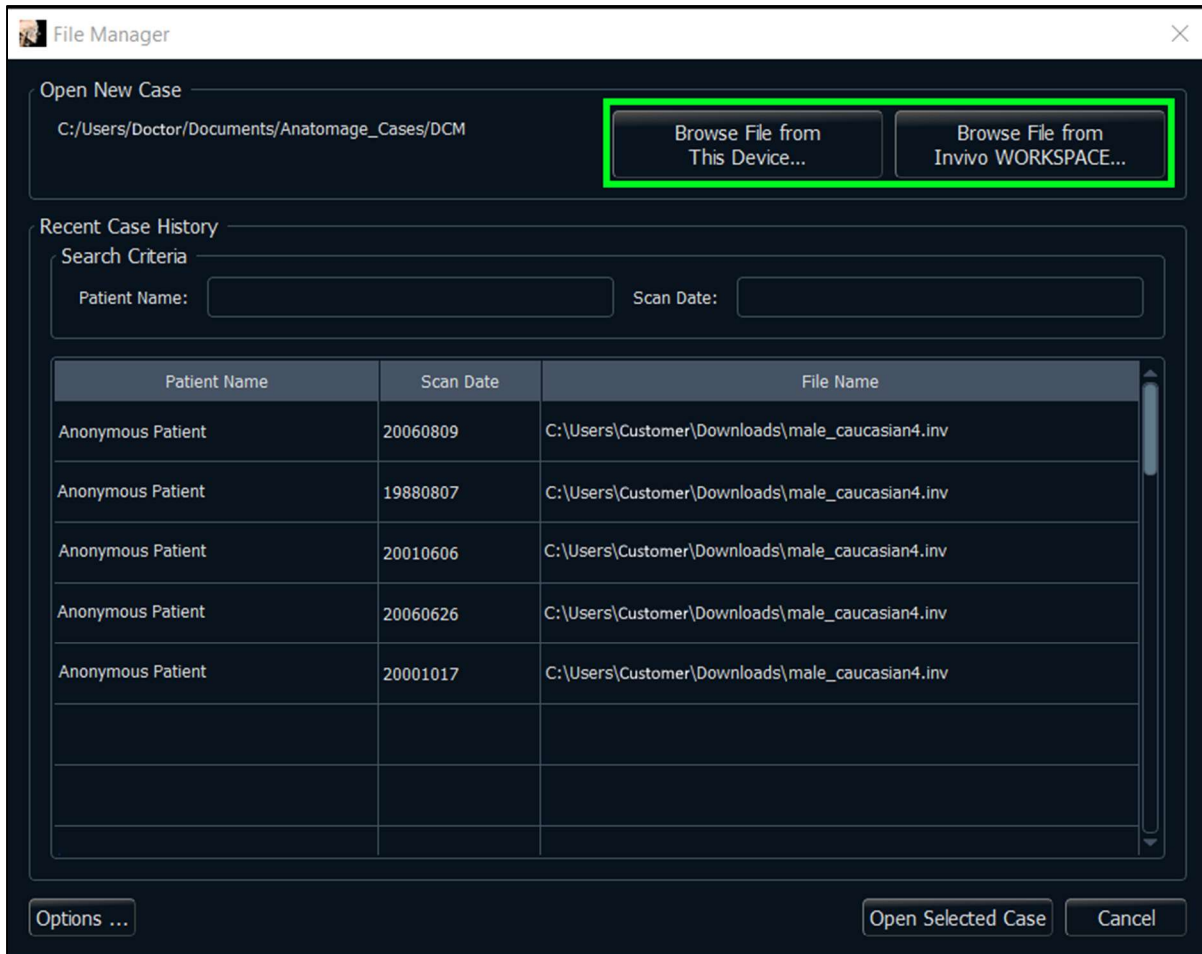 File Manager
Open New Case
C:/Users/Doctor/Documents/Anatomage_Cases/DCM
Browse File from
This Device...
Browse File from
Invivo WORKSPACE...
Recent Case History
Search Criteria
Patient Name:
Scan Date:
Patient Name Scan Date File Name
Anonymous Patient 20060809 C:\Users\Customer\Downloads\male_caucasian4.inv
Anonymous Patient 19880807 C:\Users\Customer\Downloads\male_caucasian4.inv
Anonymous Patient 20010606 C:\Users\Customer\Downloads\male_caucasian4.inv
Anonymous Patient 20060626 C:\Users\Customer\Downloads\male_caucasian4.inv
Anonymous Patient 20001017 C:\Users\Customer\Downloads\male_caucasian4.inv
Options ...
Open Selected Case
Cancel